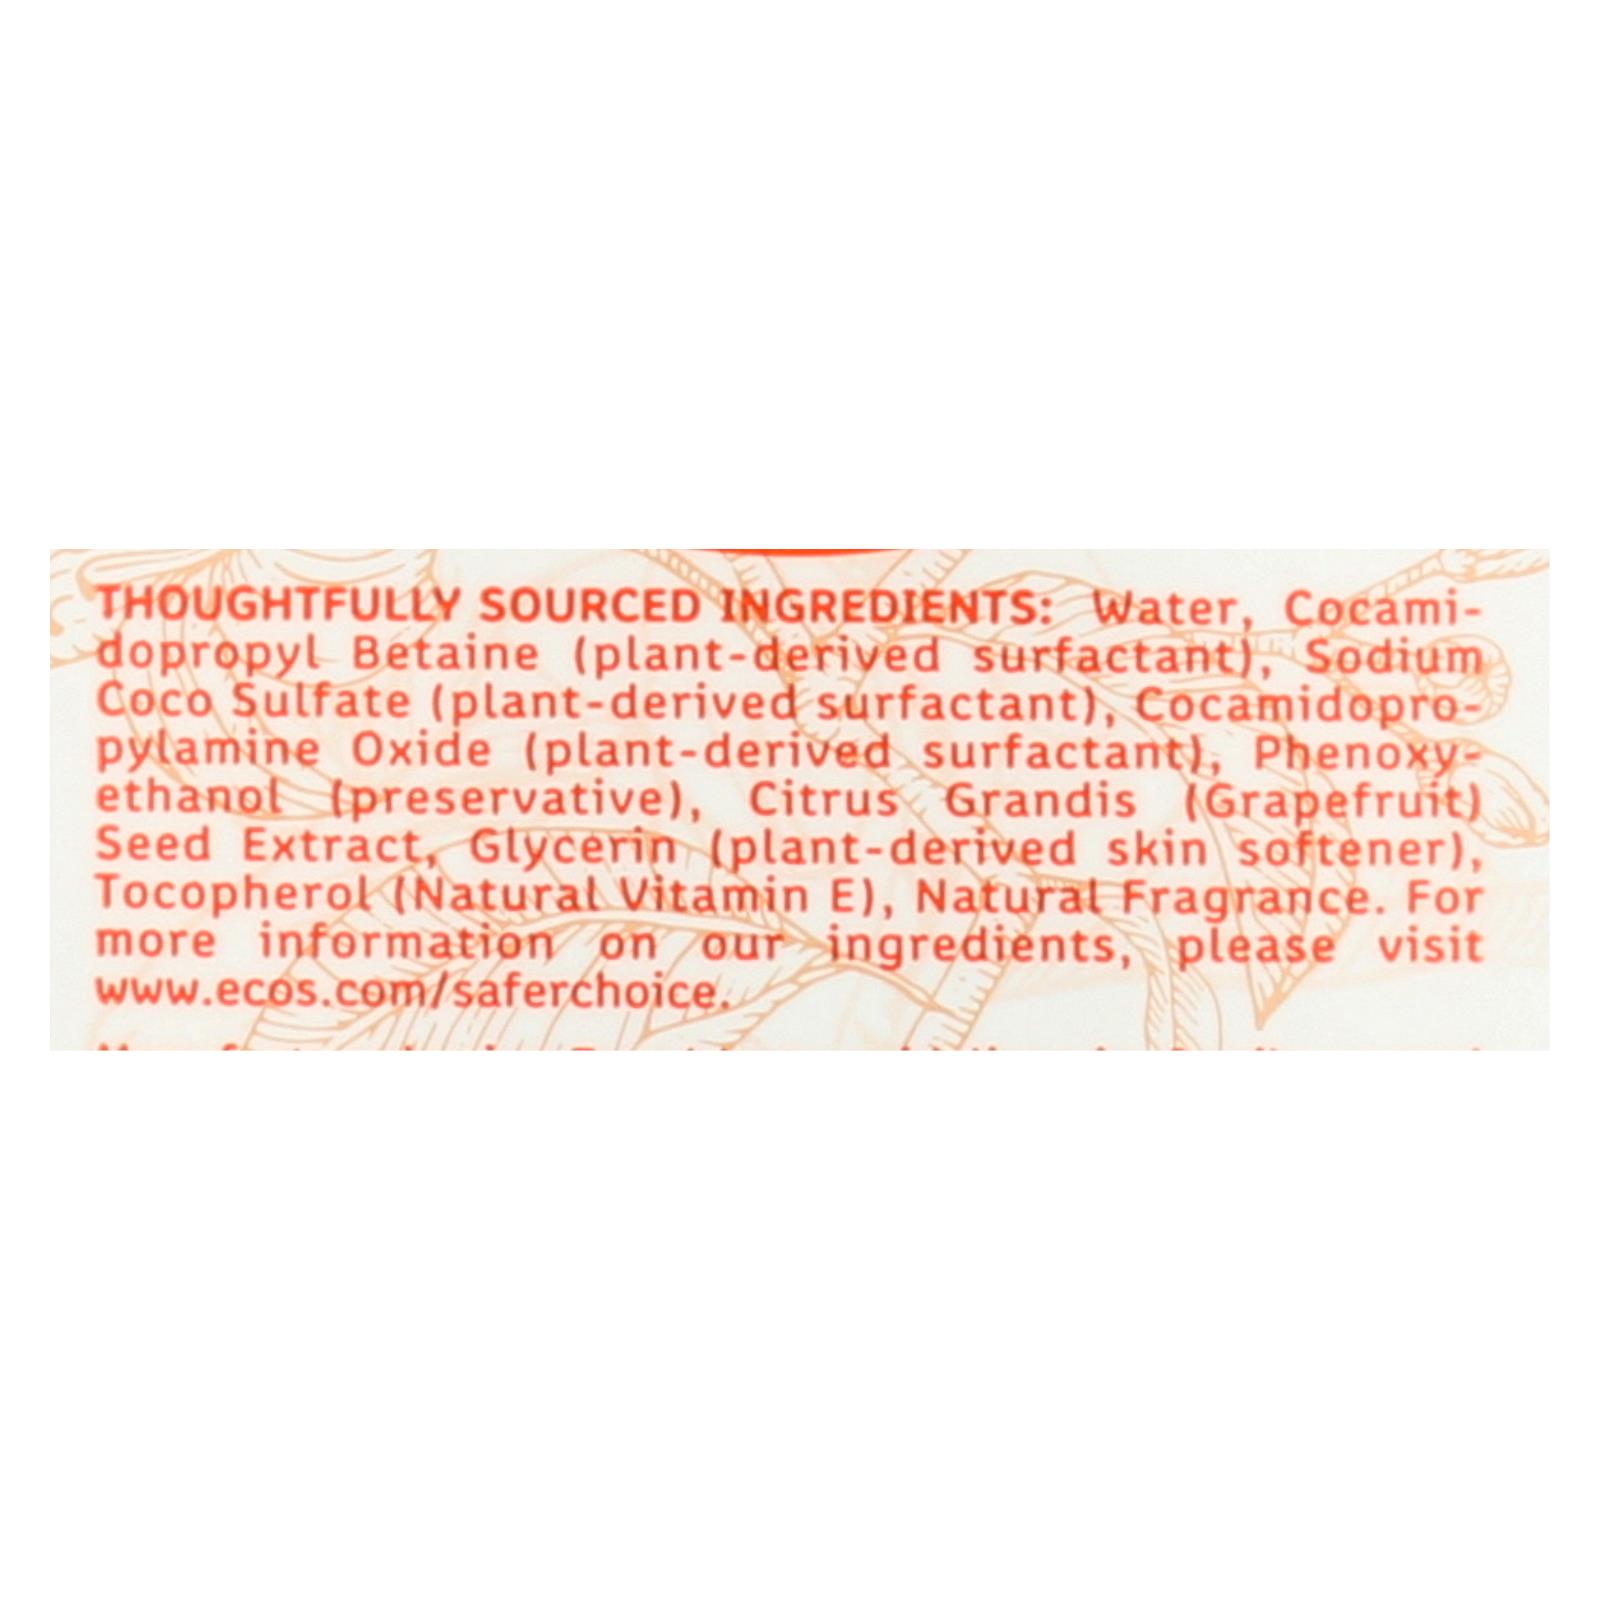 THOUGHTFULLY SOURCED INGREDIENTS: Water, Cocami-
dopropyl Betaine (plant-derived surfactant), Sodium
Coco Sulfate (plant-derived surfactant), Cocamidopro-
pylamine Oxide (plant-derived surfactant), Phenoxy-
ethanol (preservative), Citrus Grandis (Grapefruit)
Seed Extract, Glycerin (plant-derived skin softener),
Tocopherol (Natural Vitamin E), Natural Fragrance. For
more information on our ingredients, please visit
www.ecos.com/saferchoice.